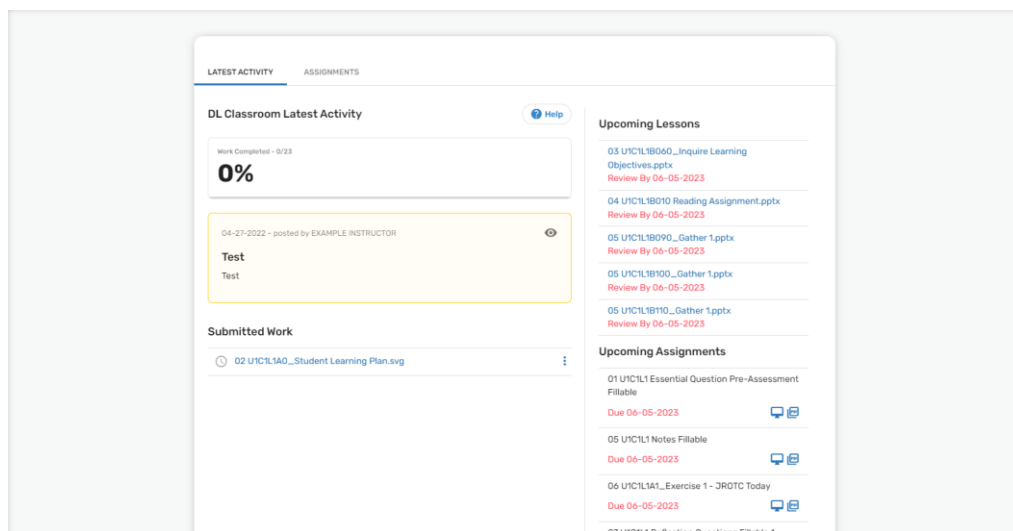 LATEST ACTIVITY
ASSIGNMENTS
DL Classroom Latest Activity
Help
Work Completed - 0/23
0%
04-27-2022 - posted by EXAMPLE INSTRUCTOR
Test
Test
Submitted Work
02 U1C1L1A0_Student Learning Plan.svg
Upcoming Lessons
03 U1C1L1B060_Inquire Learning
Objectives.pptx
Review By 06-05-2023
04 U1C1L1B010 Reading Assignment.pptx
Review By 06-05-2023
05 U1C1L1B090_Gather 1.pptx
Review By 06-05-2023
05 U1C1L1B100_Gather 1.pptx
Review By 06-05-2023
05 U1C1L1B110_Gather 1.pptx
Review By 06-05-2023
Upcoming Assignments
01 U1C1L1 Essential Question Pre-Assessment
Fillable
Due 06-05-2023
05 U1C1L1 Notes Fillable
Due 06-05-2023
06 U1C1L1A1_Exercise 1 - JROTC Today
Due 06-05-2023